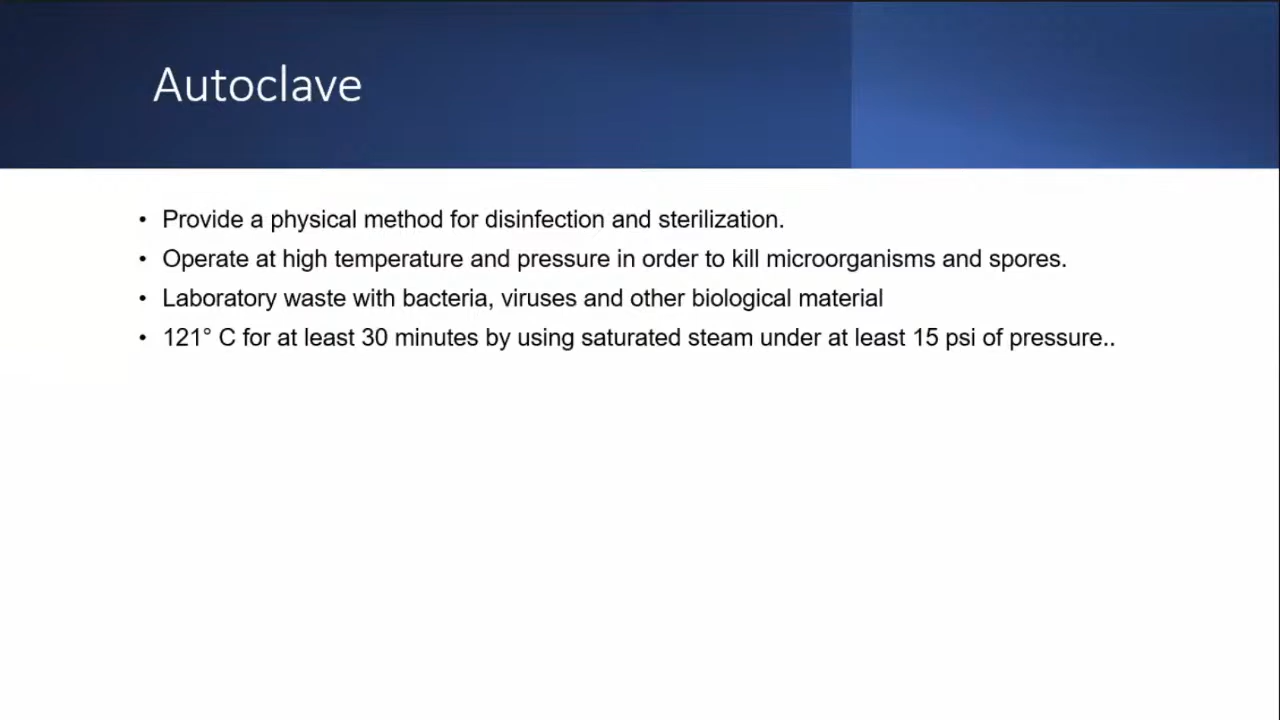 Autoclave
• Provide a physical method for disinfection and sterilization.
• Operate at high temperature and pressure in order to kill microorganisms and spores.
• Laboratory waste with bacteria, viruses and other biological material
• 121° C for at least 30 minutes by using saturated steam under at least 15 psi of pressure..